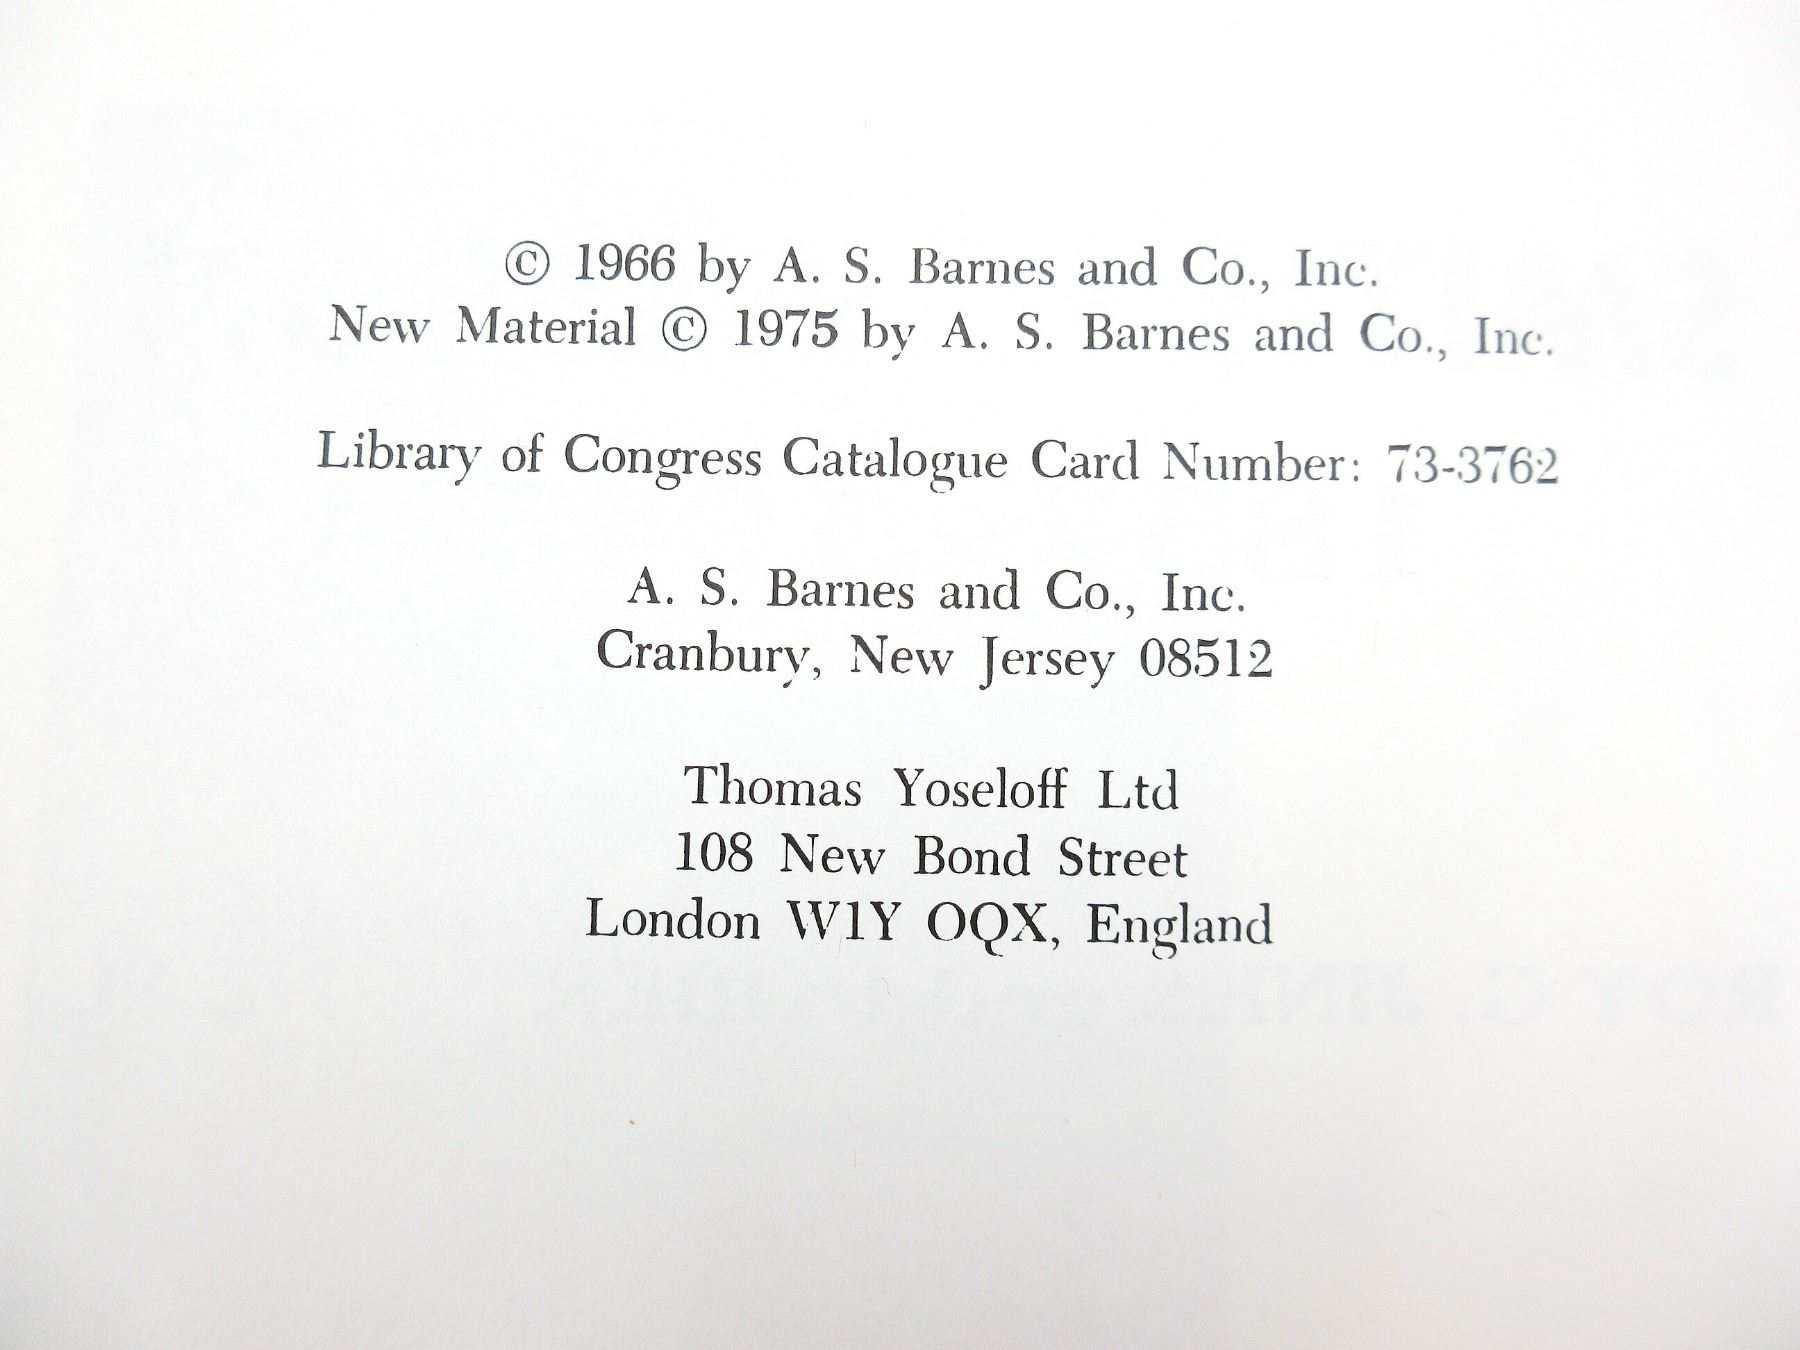 © 1966 by A. S. Barnes and Co., Inc.
New Material © 1975 by A. S. Barnes and Co., Inc.
Library of Congress Catalogue Card Number: 73-3762
A. S. Barnes and Co., Inc.
Cranbury, New Jersey 08512
Thomas Yoseloff Ltd
108 New Bond Street
London W1Y OQX, England